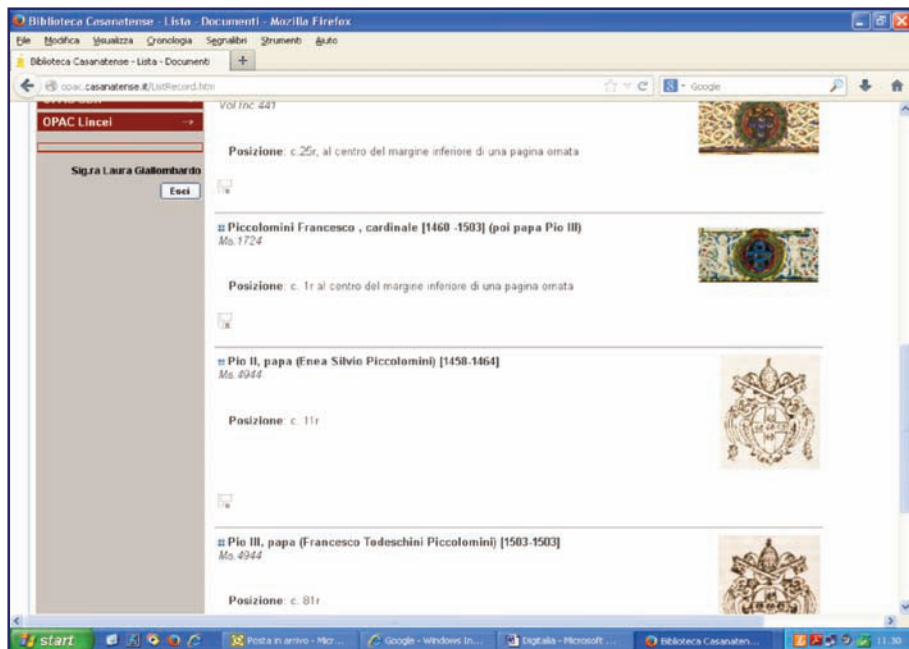 Biblioteca Casanatense - Lista - Documenti - Mozilla Firefox
File Modifica Visualizza Cronologia Segnalibri Strumenti Aiuto
Biblioteca Casanatense - Lista - Documenti +
opac.casanatense.it/ListRecord.htm
Google
Vol Inc 441
OPAC Lincei
Posizione: c.25r, al centro del margine inferiore di una pagina ornata
Sig.ra Laura Giallombardo
Esci
Piccolomini Francesco , cardinale [1460 -1503] (poi papa Pio III)
Ms. 1724
Posizione: c. 1r al centro del margine inferiore di una pagina ornata
Pio II, papa (Enea Silvio Piccolomini) [1458-1464]
Ms. 4944
Posizione: c. 11r
Pio III, papa (Francesco Todeschini Piccolomini) [1503-1503]
Ms. 4944
Posizione: c. 81r
start
Posta in arrivo - Micr...
Google - Windows In...
Digitalia - Microsoft ...
Biblioteca Casanaten...
11.30